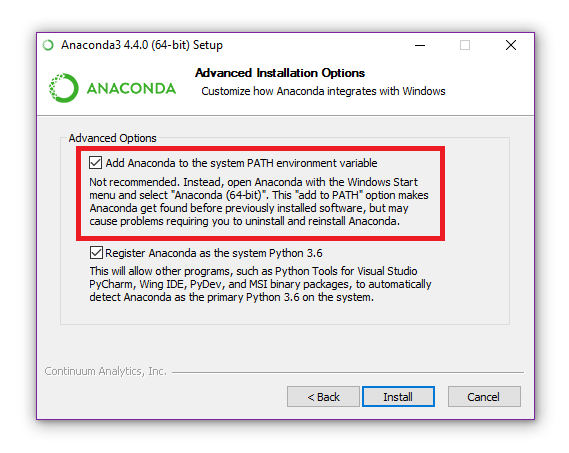 Anaconda3 4.4.0 (64-bit) Setup
ANACONDA
Advanced Installation Options
Customize how Anaconda integrates with Windows
Advanced Options
Add Anaconda to the system PATH environment variable
Not recommended. Instead, open Anaconda with the Windows Start
menu and select "Anaconda (64-bit)". This "add to PATH" option makes
Anaconda get found before previously installed software, but may
cause problems requiring you to uninstall and reinstall Anaconda.
Register Anaconda as the system Python 3.6
This will allow other programs, such as Python Tools for Visual Studio
PyCharm, Wing IDE, PyDev, and MSI binary packages, to automatically
detect Anaconda as the primary Python 3.6 on the system.
Continuum Analytics, Inc.
< Back
Install
Cancel